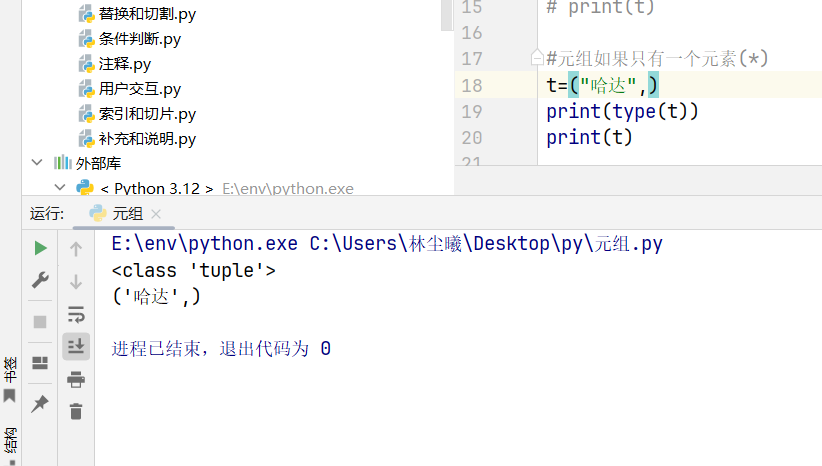 替换和切割.py
条件判断.py
注释.py
用户交互.py
索引和切片.py
补充和说明.py
外部库
< Python 3.12 > E:\env\python.exe
15 # print(t)
16
17 #元组如果只有一个元素(*)
18 t=("哈达",)
19 print(type(t))
20 print(t)
21
运行: 元组
E:\env\python.exe C:\Users\林尘曦\Desktop\py\元组.py
<class 'tuple'>
('哈达',)
进程已结束，退出代码为 0
书签
结构